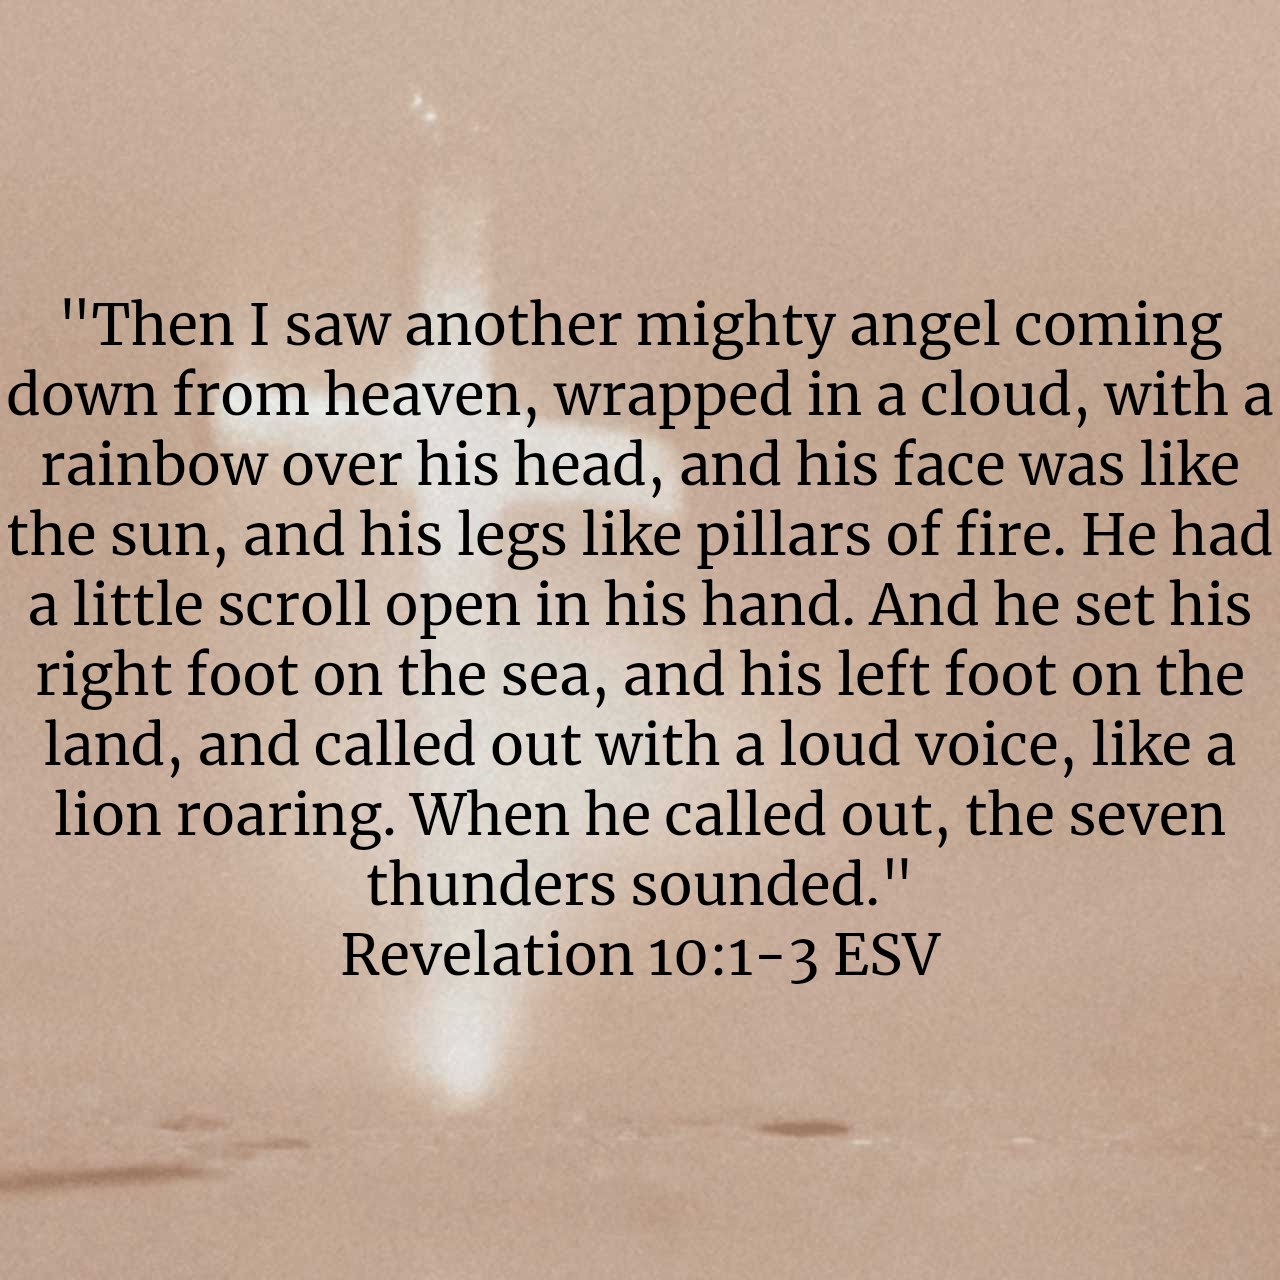 "Then I saw another mighty angel coming
down from heaven, wrapped in a cloud, with a
rainbow over his head, and his face was like
the sun, and his legs like pillars of fire. He had
a little scroll open in his hand. And he set his
right foot on the sea, and his left foot on the
land, and called out with a loud voice, like a
lion roaring. When he called out, the seven
thunders sounded."
Revelation 10:1-3 ESV